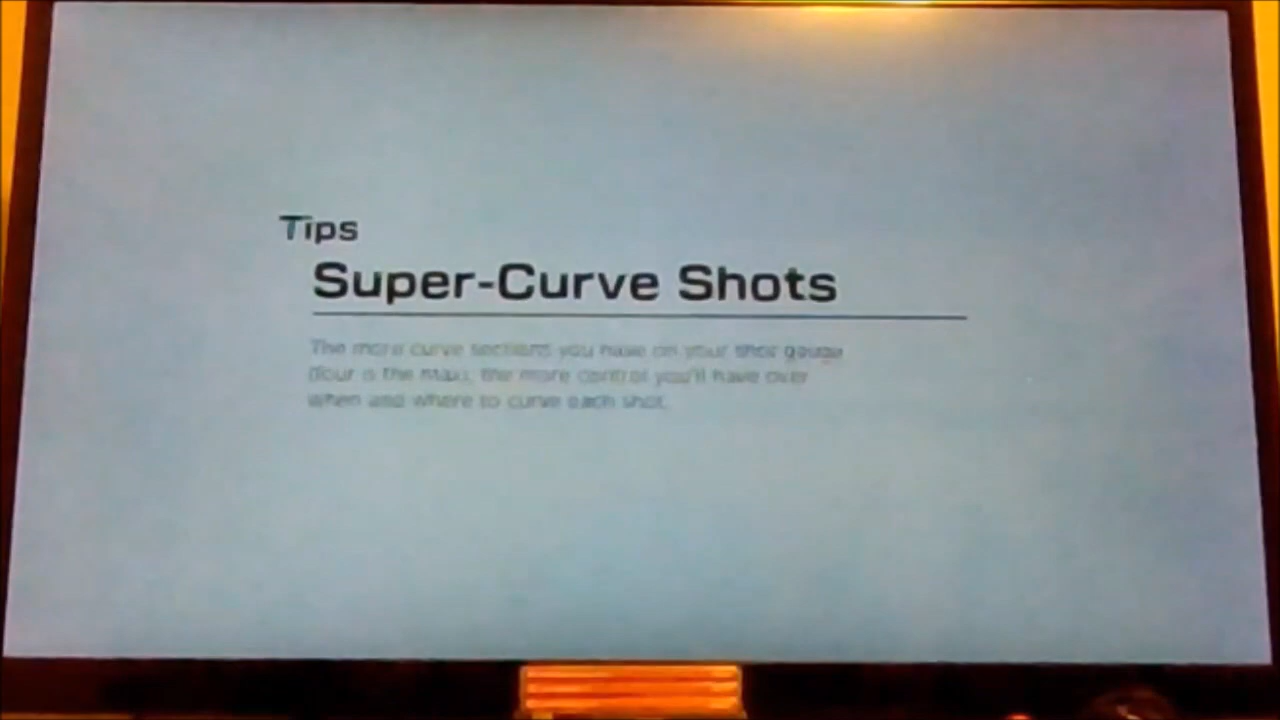 Tips
Super-Curve Shots
The more curve sections you have on your shot gauge
(four is the max), the more control you'll have over
when and where to curve each shot.